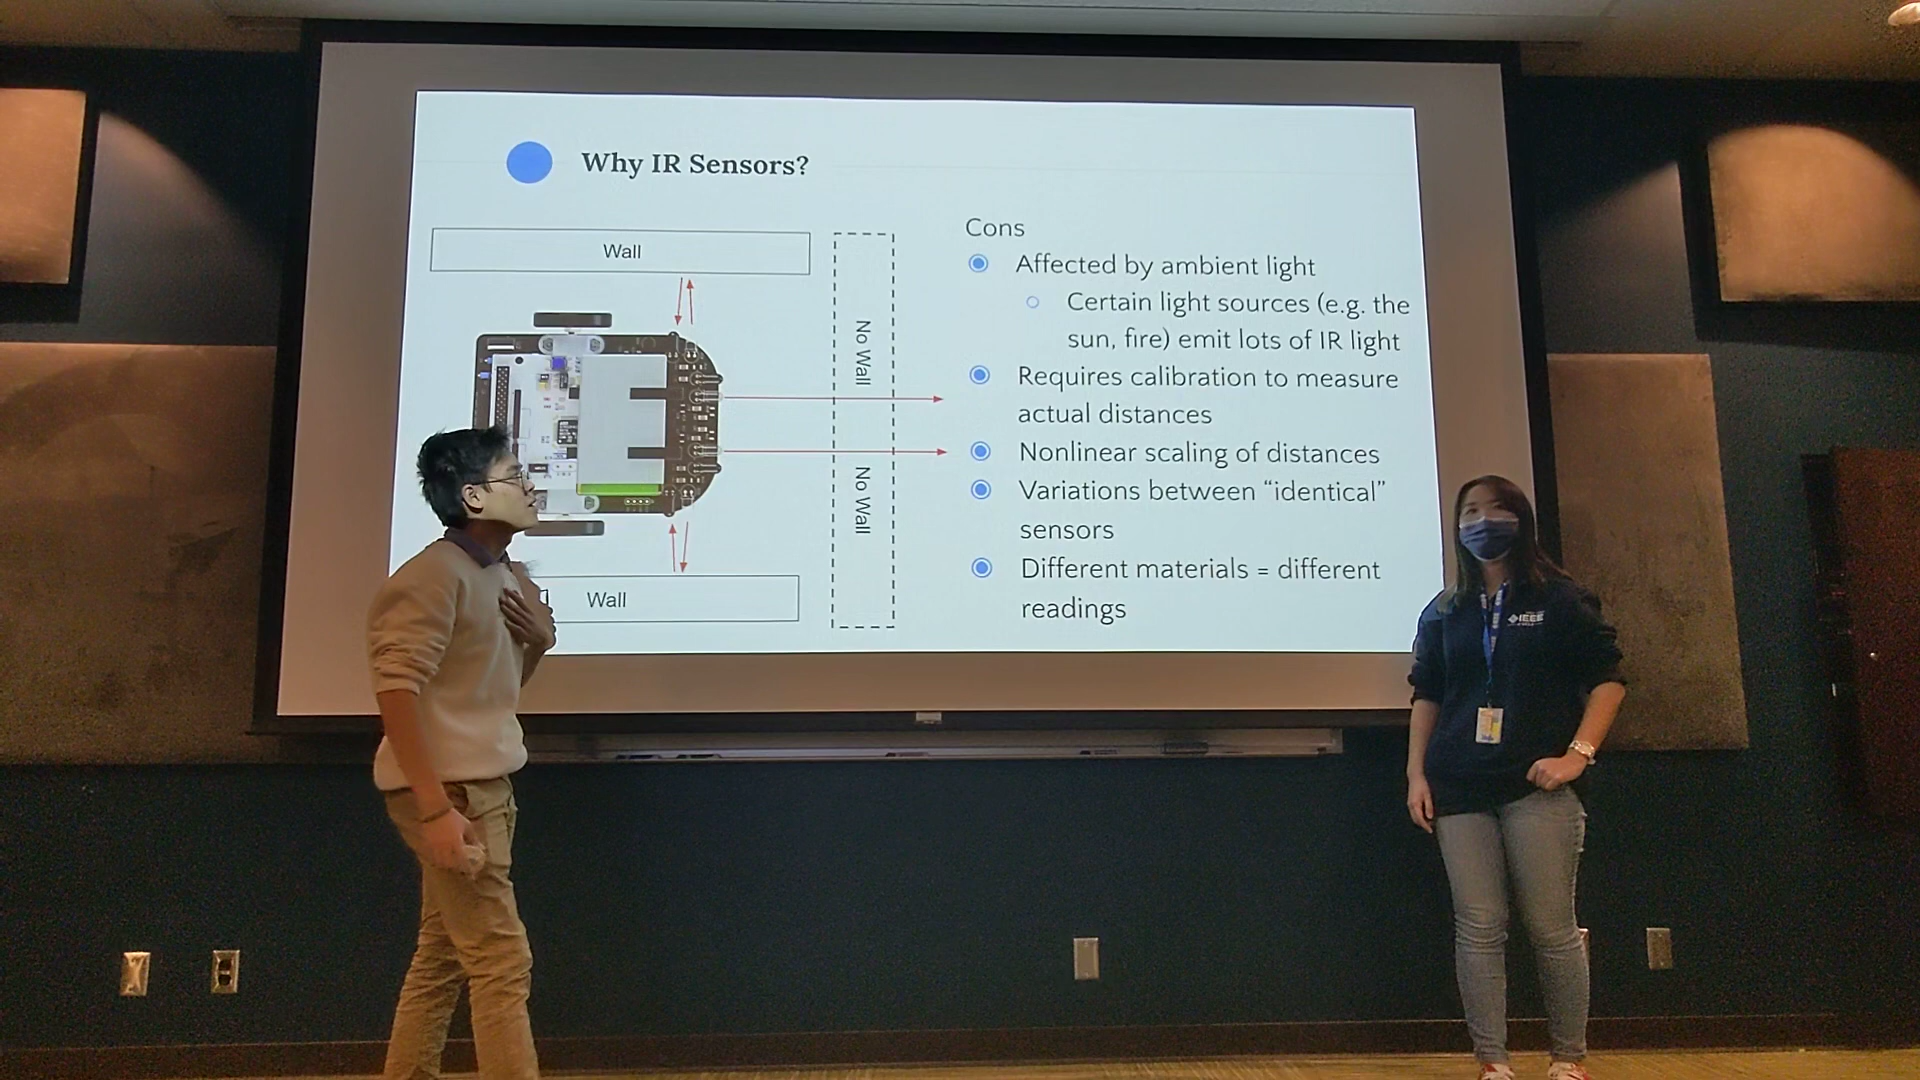 Why IR Sensors?
Wall
No Wall
No Wall
Wall
Cons
Affected by ambient light
Certain light sources (e.g. the
sun, fire) emit lots of IR light
Requires calibration to measure
actual distances
Nonlinear scaling of distances
Variations between “identical”
sensors
Different materials = different
readings
IEEE